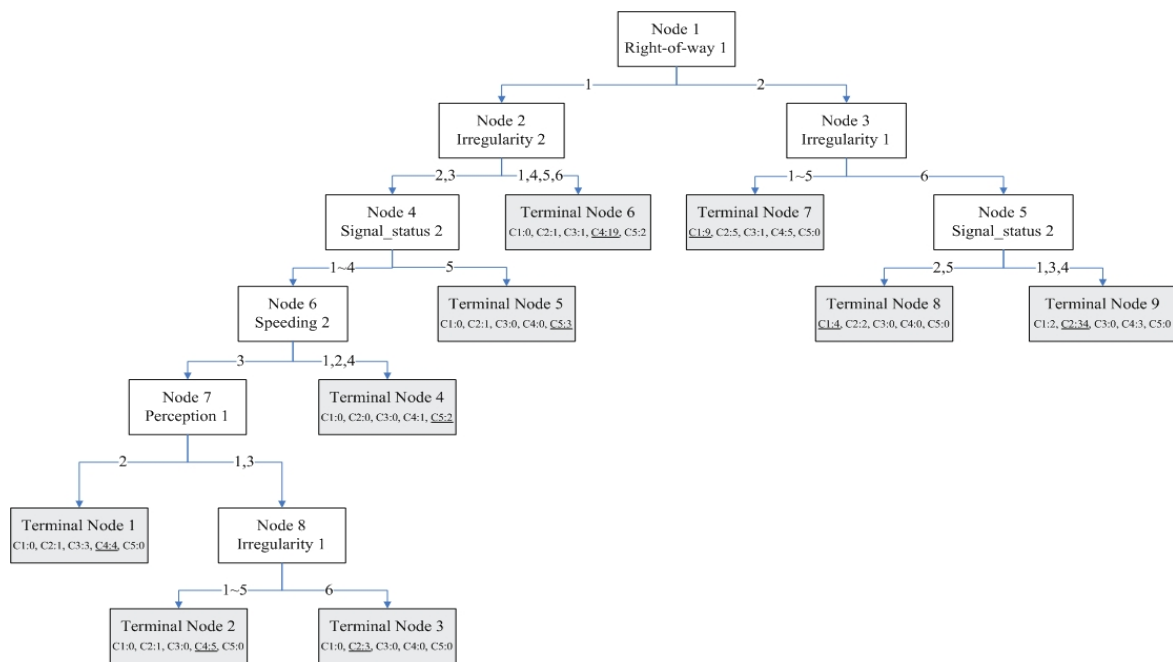 Node 1
Right-of-way 1
1
2
Node 2
Irregularity 2
Node 3
Irregularity 1
2,3
1,4,5,6
1~5
6
Node 4
Signal_status 2
Terminal Node 6
C1:0, C2:1, C3:1, C4:19, C5:2
Terminal Node 7
C1:9, C2:5, C3:1, C4:5, C5:0
Node 5
Signal_status 2
1~4
5
2,5
1,3,4
Node 6
Speeding 2
Terminal Node 5
C1:0, C2:1, C3:0, C4:0, C5:3
Terminal Node 8
C1:4, C2:2, C3:0, C4:0, C5:0
Terminal Node 9
C1:2, C2:34, C3:0, C4:3, C5:0
3
1,2,4
Node 7
Perception 1
Terminal Node 4
C1:0, C2:0, C3:0, C4:1, C5:2
2
1,3
Terminal Node 1
C1:0, C2:1, C3:3, C4:4, C5:0
Node 8
Irregularity 1
1~5
6
Terminal Node 2
C1:0, C2:1, C3:0, C4:5, C5:0
Terminal Node 3
C1:0, C2:3, C3:0, C4:0, C5:0